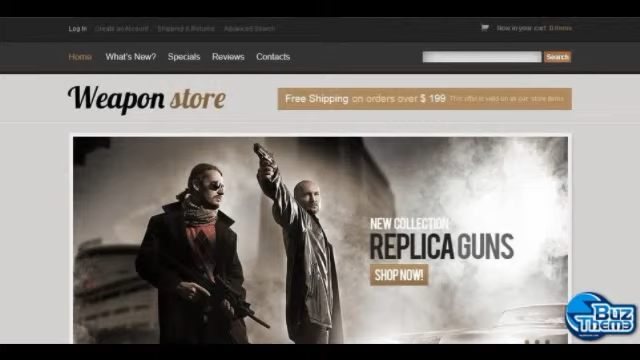 Log In Create an Account Shipping & Returns Advanced Search
Now in your cart 0 items
Home What's New? Specials Reviews Contacts
Search
Weapon store
Free Shipping on orders over $ 199 This offer is valid on all our store items.
NEW COLLECTION
REPLICA GUNS
SHOP NOW!
Buz
Theme